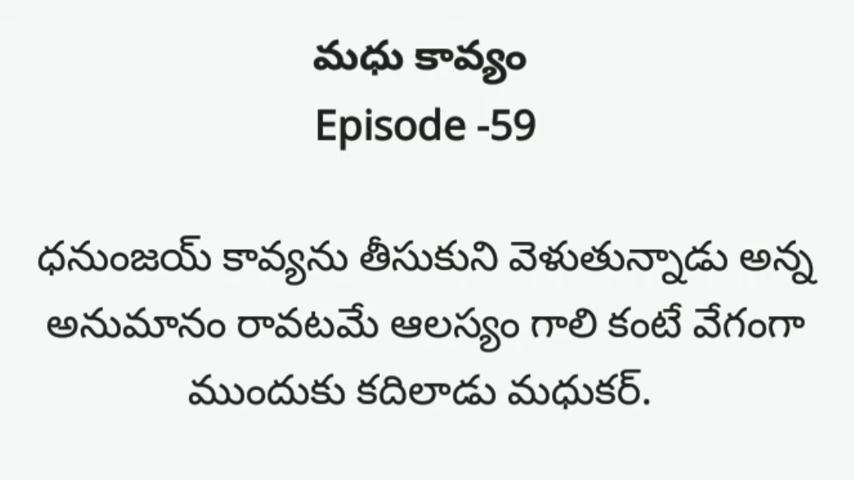 మధు కావ్యం
Episode -59
ధనుంజయ్ కావ్యను తీసుకుని వెళుతున్నాడు అన్న
అనుమానం రావటమే ఆలస్యం గాలి కంటే వేగంగా
ముందుకు కదిలాడు మధుకర్.